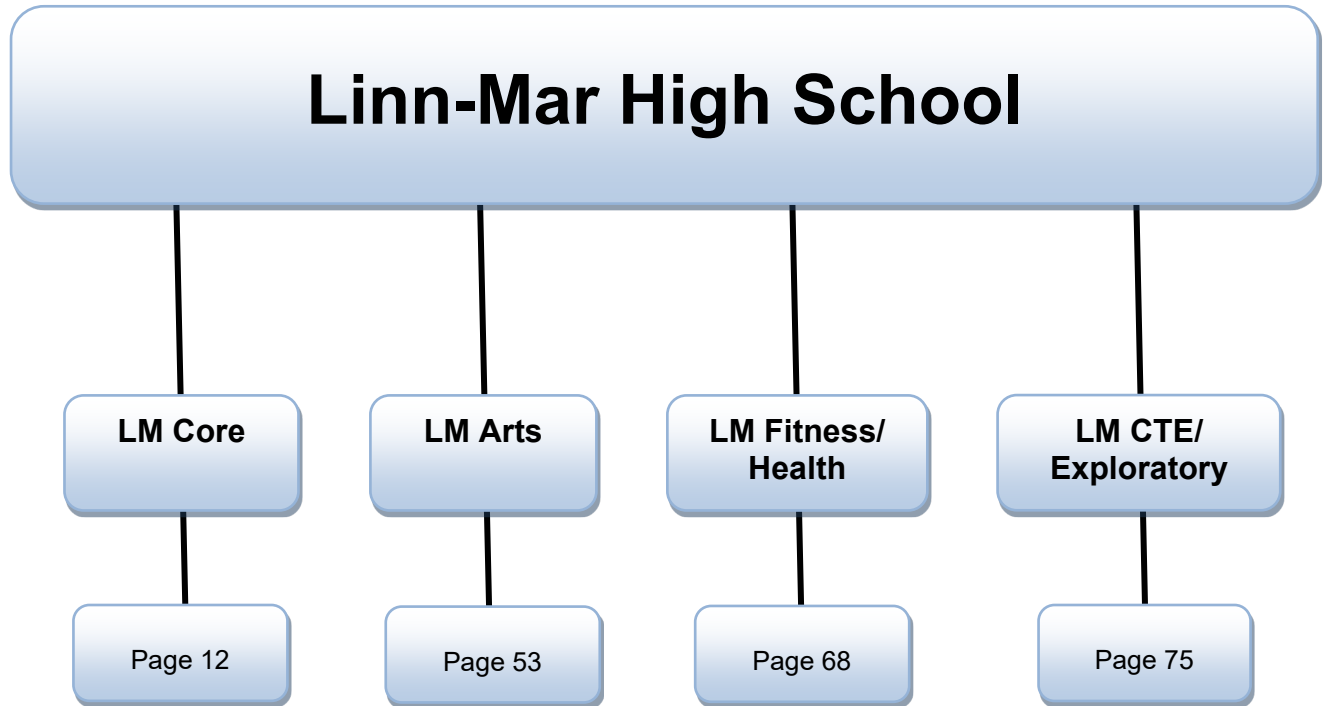 Linn-Mar High School
LM Core
LM Arts
LM Fitness/
Health
LM CTE/
Exploratory
Page 12
Page 53
Page 68
Page 75